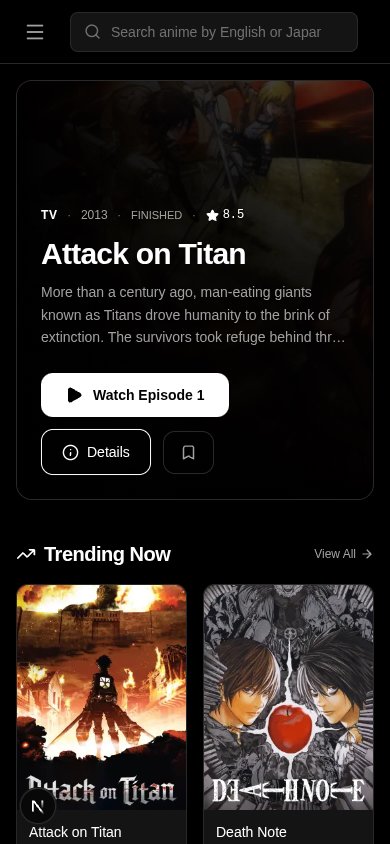 Search anime by English or Japar
TV · 2013 · FINISHED · 8.5
Attack on Titan
More than a century ago, man-eating giants
known as Titans drove humanity to the brink of
extinction. The survivors took refuge behind thr…
Watch Episode 1
Details
Trending Now
View All
Attack on Titan
DEATH NOTE
N
Attack on Titan
Death Note